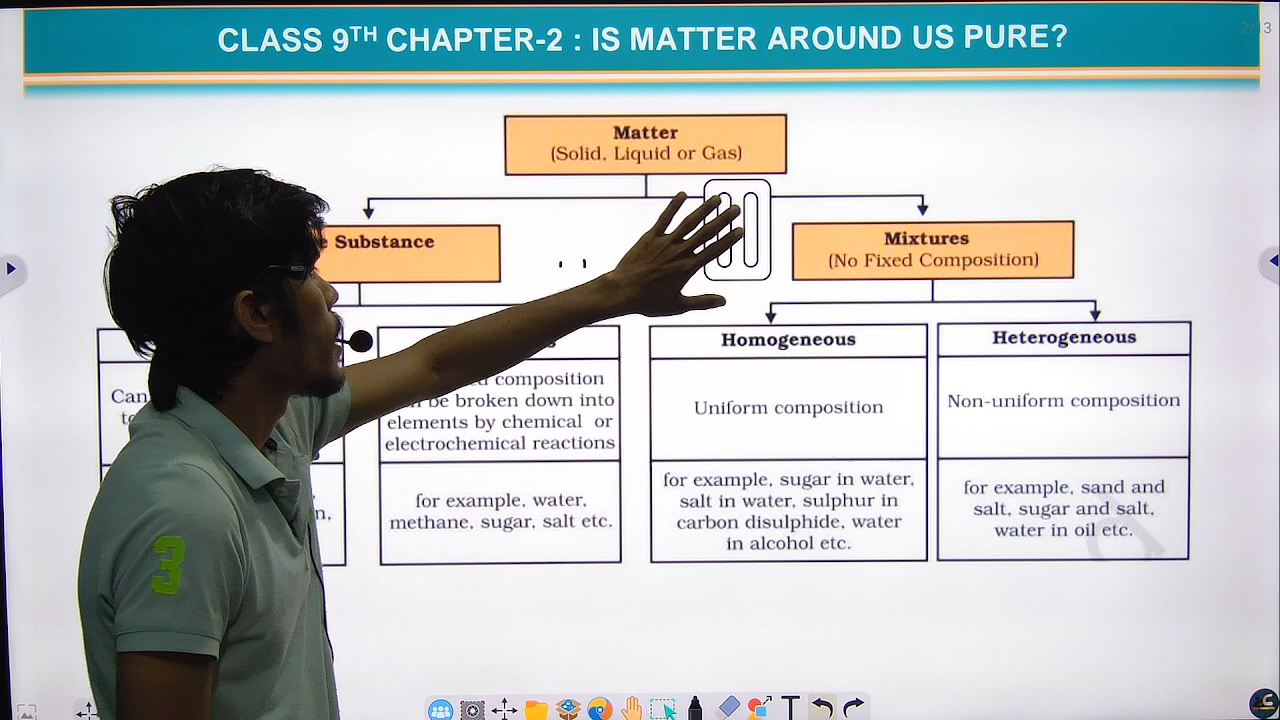 CLASS 9TH CHAPTER-2 : IS MATTER AROUND US PURE?
Matter
(Solid, Liquid or Gas)
Substance
Mixtures
(No Fixed Composition)
composition
be broken down into
elements by chemical or
electrochemical reactions
for example, water,
methane, sugar, salt etc.
Homogeneous
Uniform composition
for example, sugar in water,
salt in water, sulphur in
carbon disulphide, water
in alcohol etc.
Heterogeneous
Non-uniform composition
for example, sand and
salt, sugar and salt,
water in oil etc.
3